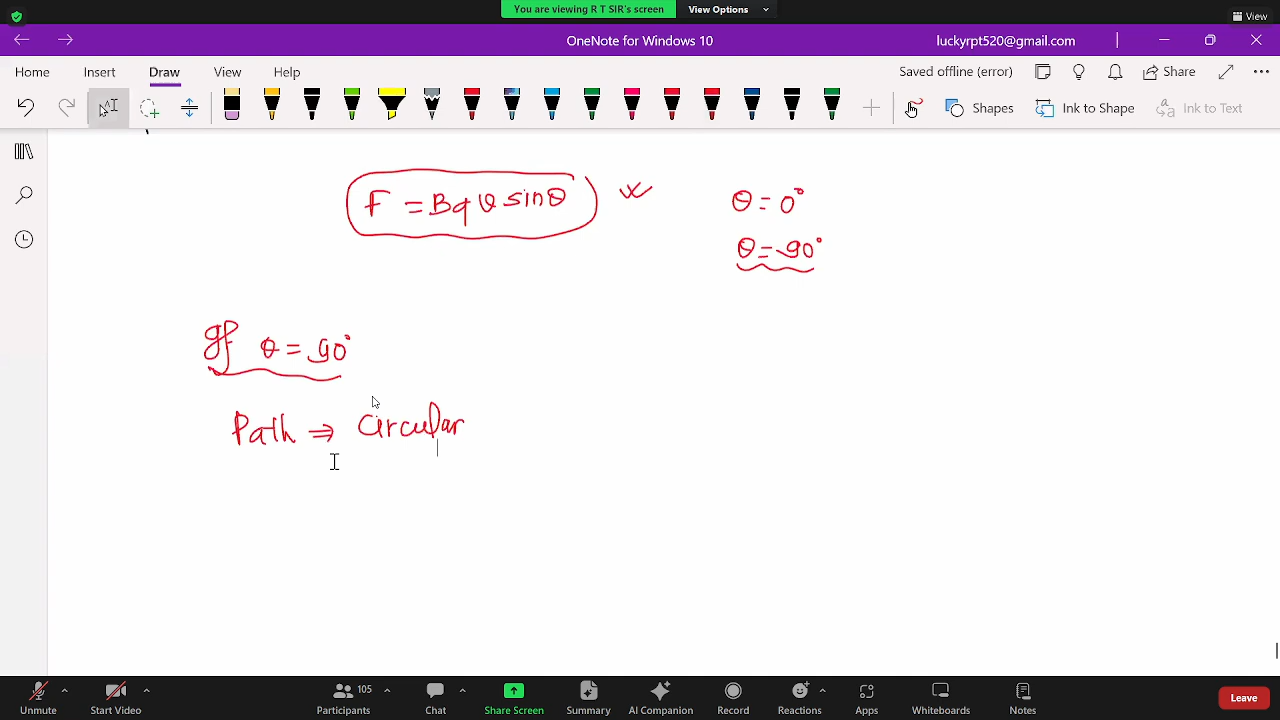 You are viewing R T SIR's screen View Options
View
OneNote for Windows 10
luckyrpt520@gmail.com
Home Insert Draw View Help
Saved offline (error) Share
Shapes Ink to Shape Ink to Text
F = Bqvsinθ
θ = 0°
θ = 90°
If θ = 90°
Path ⇒ Circular
105
Unmute Start Video Participants Chat Share Screen Summary AI Companion Record Reactions Apps Whiteboards Notes Leave